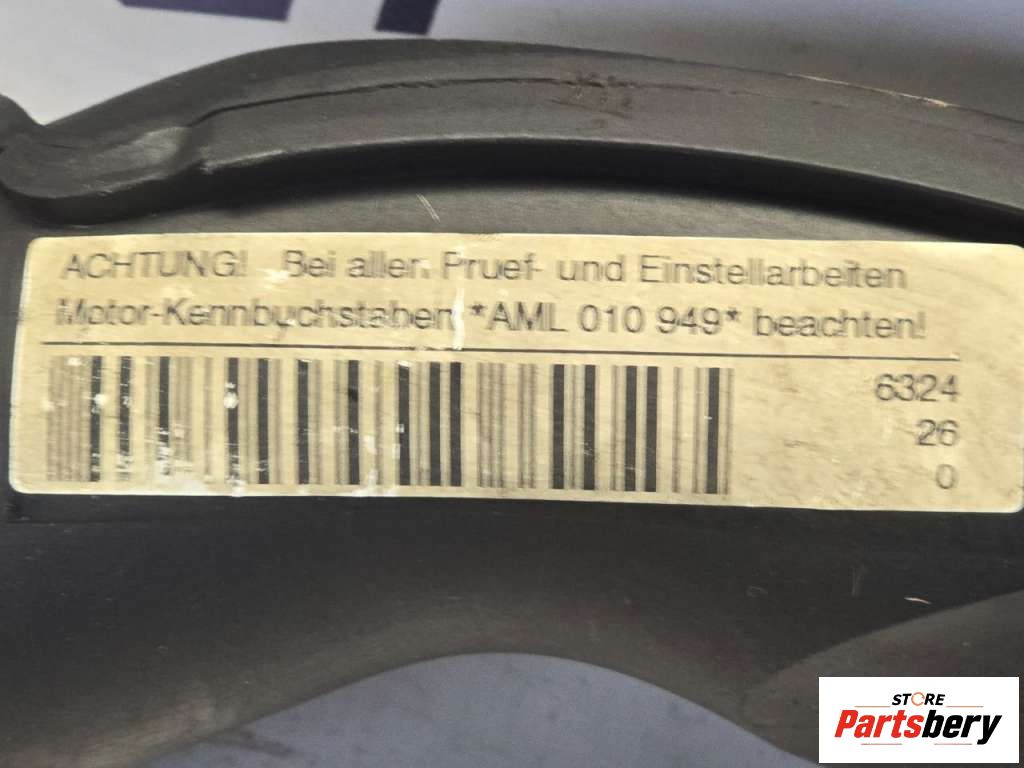 ACHTUNG! Bei allen Pruef- und Einstellarbeiten
Motor-Kennbuchstaben *AML 010 949* beachten!
6324
26
0
STORE
Partsbery